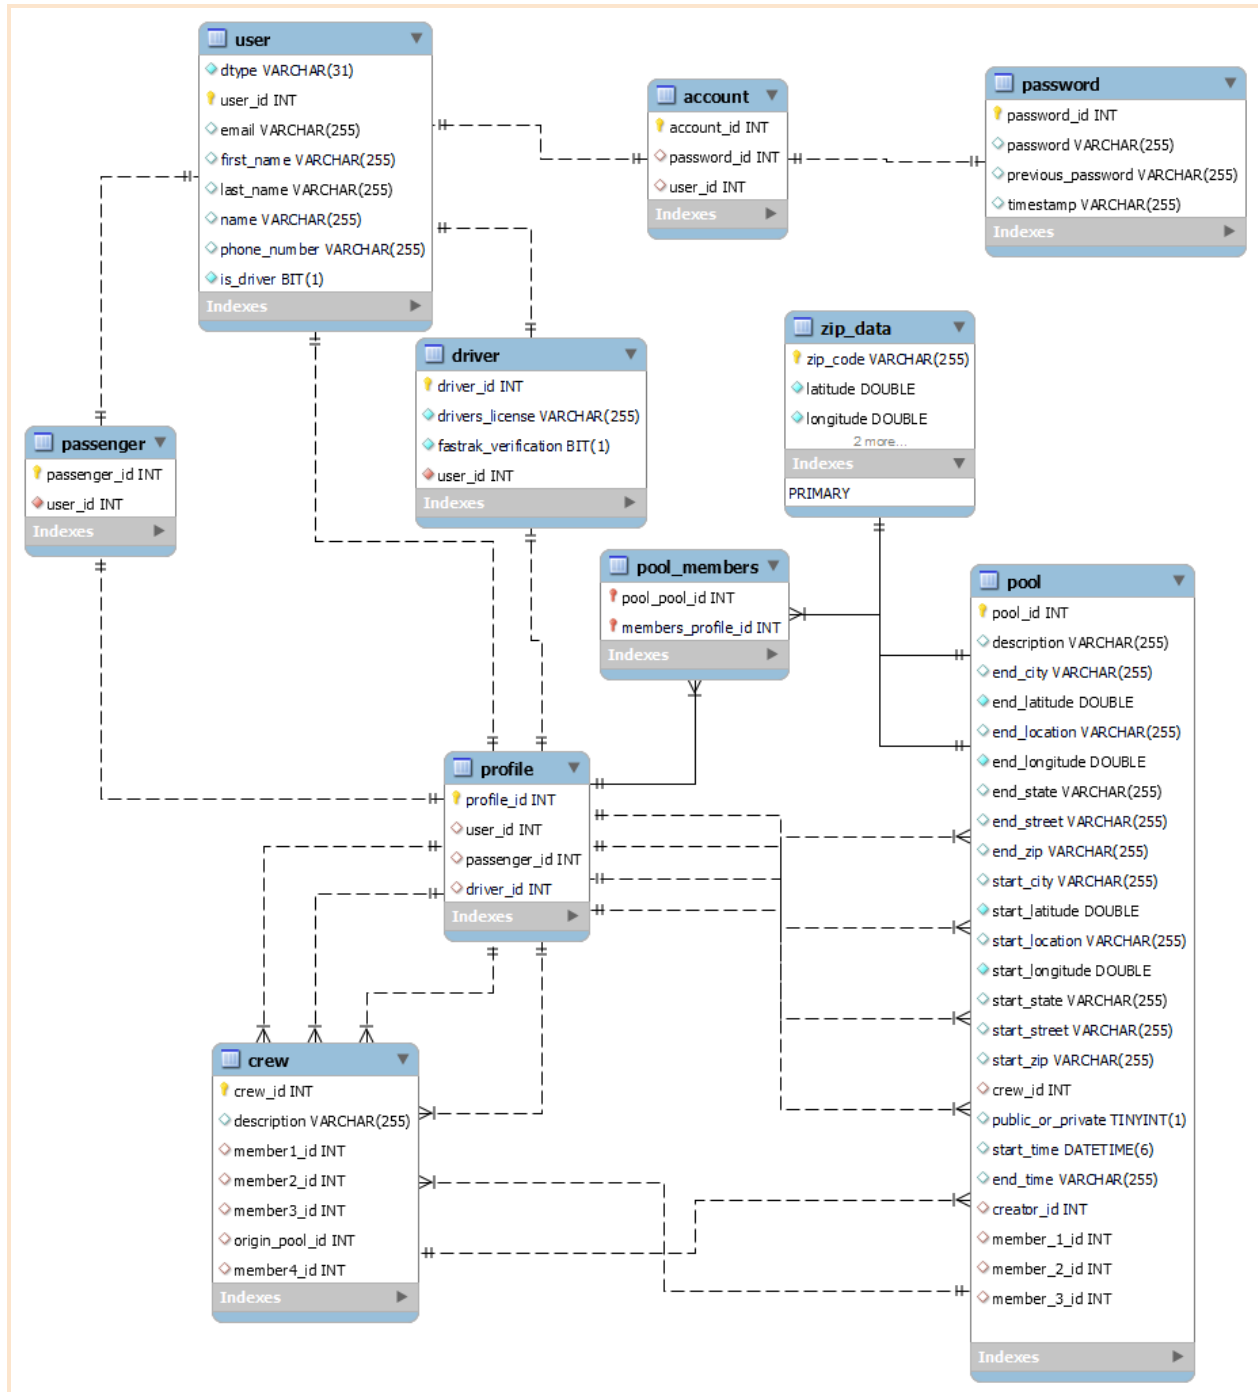 user
dtype VARCHAR(31)
user_id INT
email VARCHAR(255)
first_name VARCHAR(255)
last_name VARCHAR(255)
name VARCHAR(255)
phone_number VARCHAR(255)
is_driver BIT(1)
Indexes
account
account_id INT
password_id INT
user_id INT
Indexes
password
password_id INT
password VARCHAR(255)
previous_password VARCHAR(255)
timestamp VARCHAR(255)
Indexes
driver
driver_id INT
drivers_license VARCHAR(255)
fastrak_verification BIT(1)
user_id INT
Indexes
zip_data
zip_code VARCHAR(255)
latitude DOUBLE
longitude DOUBLE
2 more...
Indexes
PRIMARY
passenger
passenger_id INT
user_id INT
Indexes
pool_members
pool_pool_id INT
members_profile_id INT
Indexes
pool
pool_id INT
description VARCHAR(255)
end_city VARCHAR(255)
end_latitude DOUBLE
end_location VARCHAR(255)
end_longitude DOUBLE
end_state VARCHAR(255)
end_street VARCHAR(255)
end_zip VARCHAR(255)
start_city VARCHAR(255)
start_latitude DOUBLE
start_location VARCHAR(255)
start_longitude DOUBLE
start_state VARCHAR(255)
start_street VARCHAR(255)
start_zip VARCHAR(255)
crew_id INT
public_or_private TINYINT(1)
start_time DATETIME(6)
end_time VARCHAR(255)
creator_id INT
member_1_id INT
member_2_id INT
member_3_id INT
Indexes
profile
profile_id INT
user_id INT
passenger_id INT
driver_id INT
Indexes
crew
crew_id INT
description VARCHAR(255)
member1_id INT
member2_id INT
member3_id INT
origin_pool_id INT
member4_id INT
Indexes